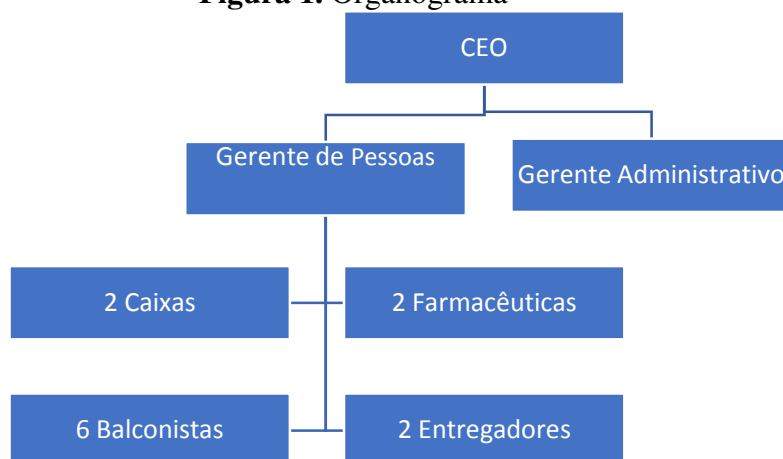 Figura 1. Organograma
CEO
Gerente de Pessoas
Gerente Administrativo
2 Caixas
2 Farmacêuticas
6 Balconistas
2 Entregadores